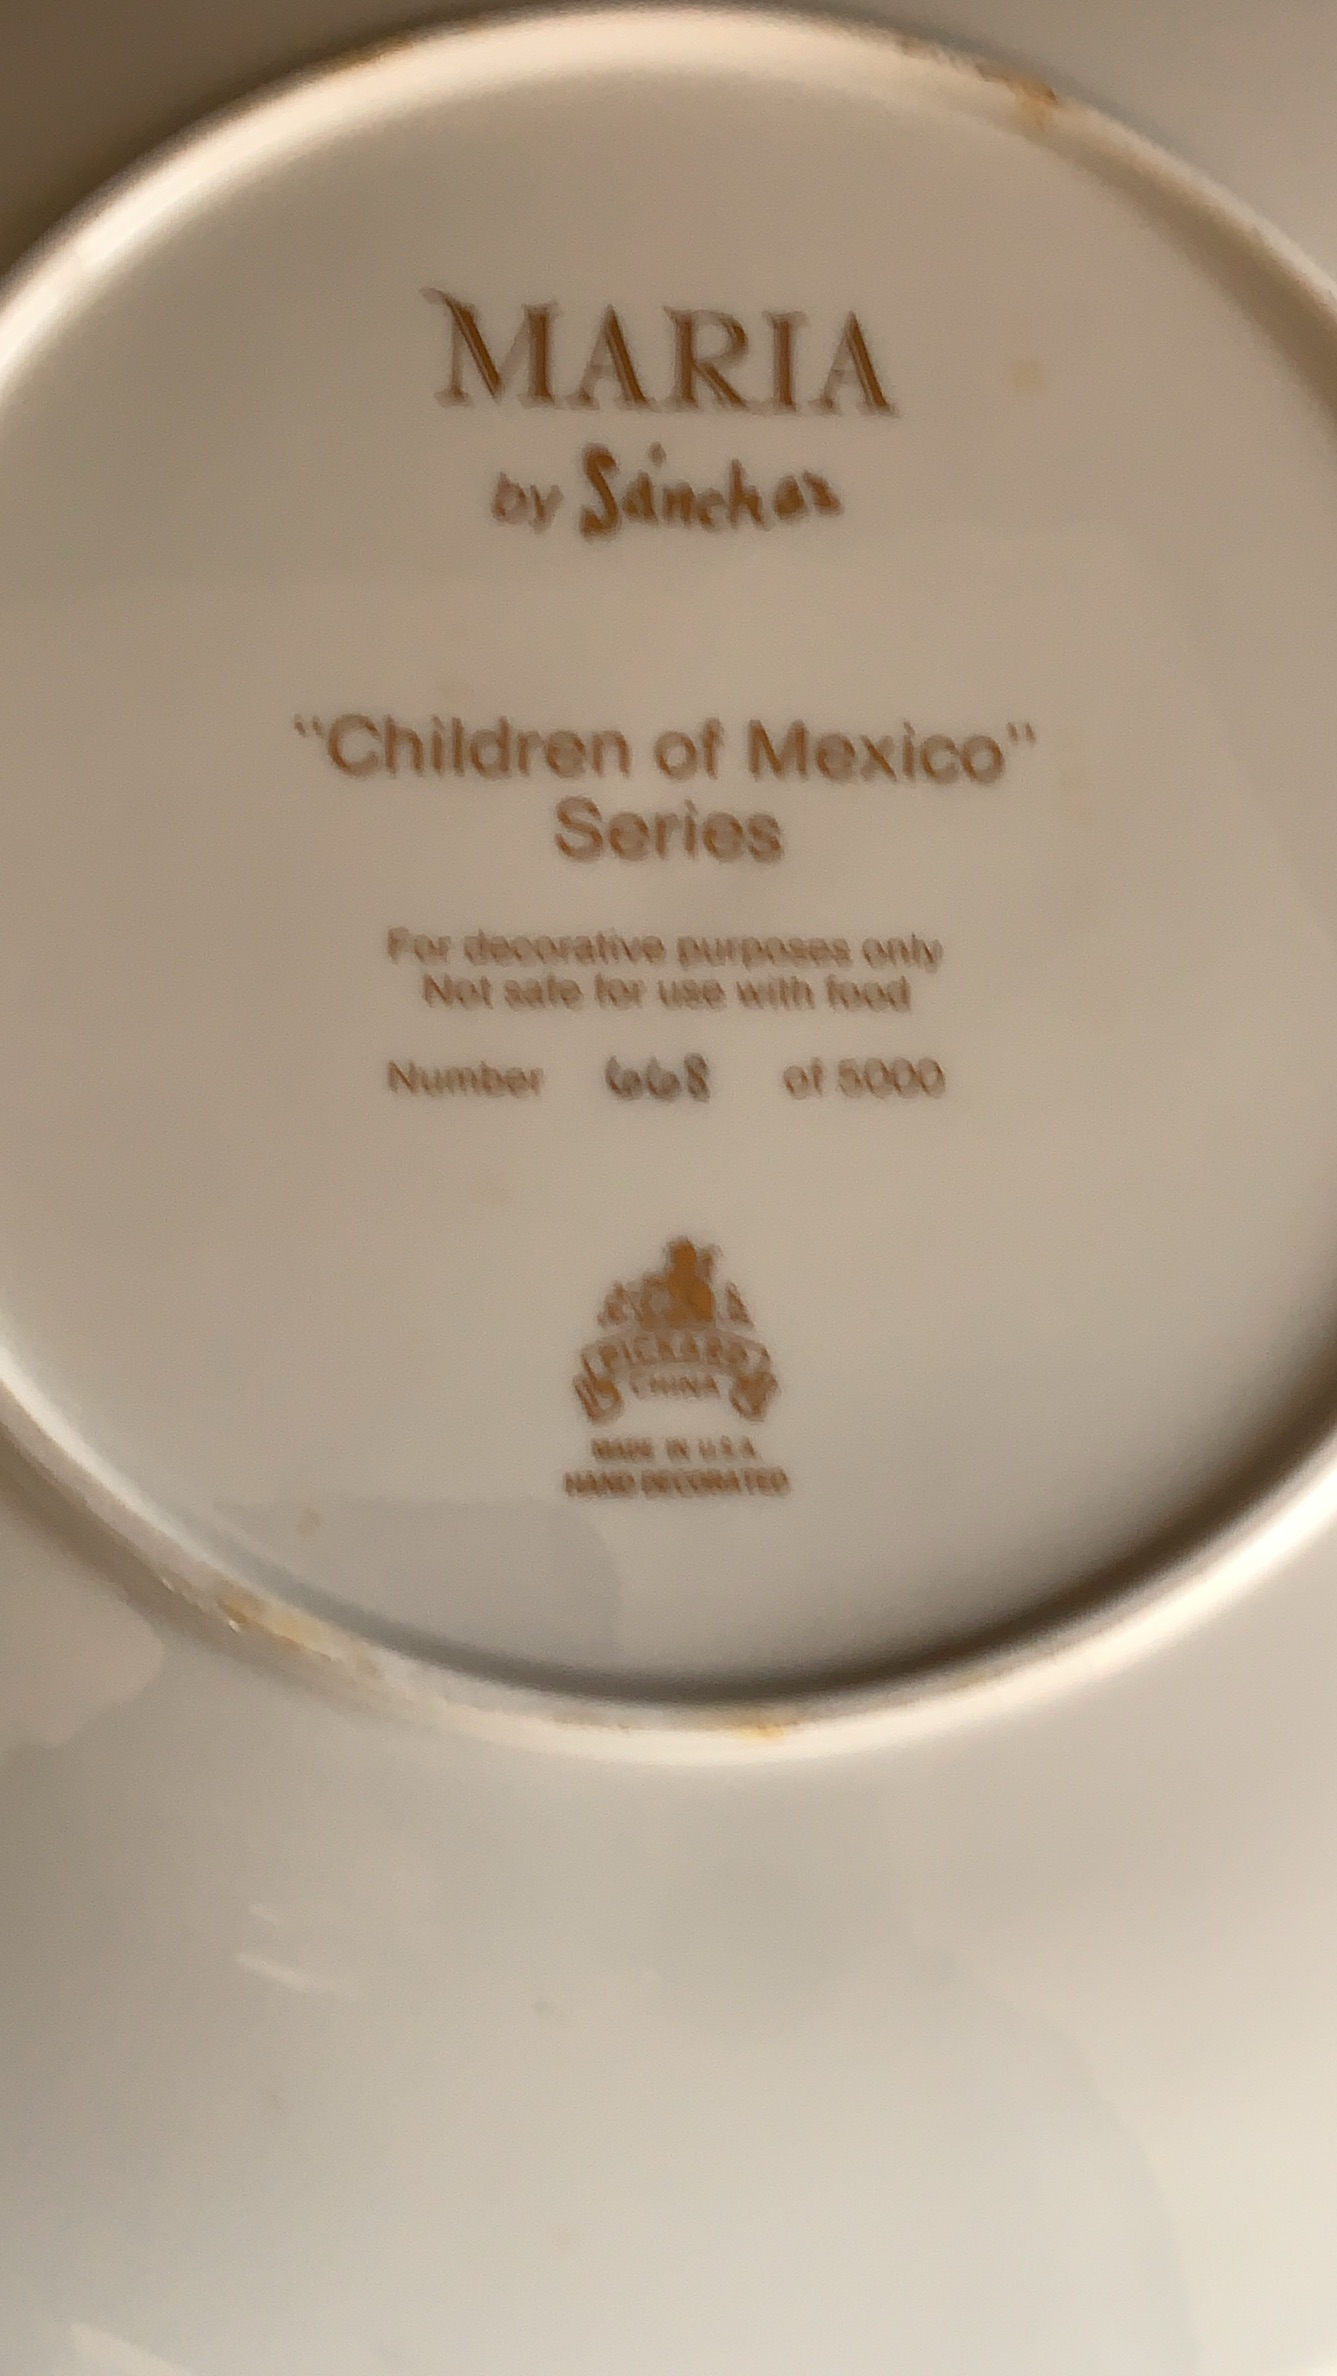 MARIA
by Sánchez
"Children of Mexico"
Series
For decorative purposes only
Not safe for use with food
Number 668 of 5000
PICKARD
CHINA
MADE IN U.S.A.
HAND DECORATED